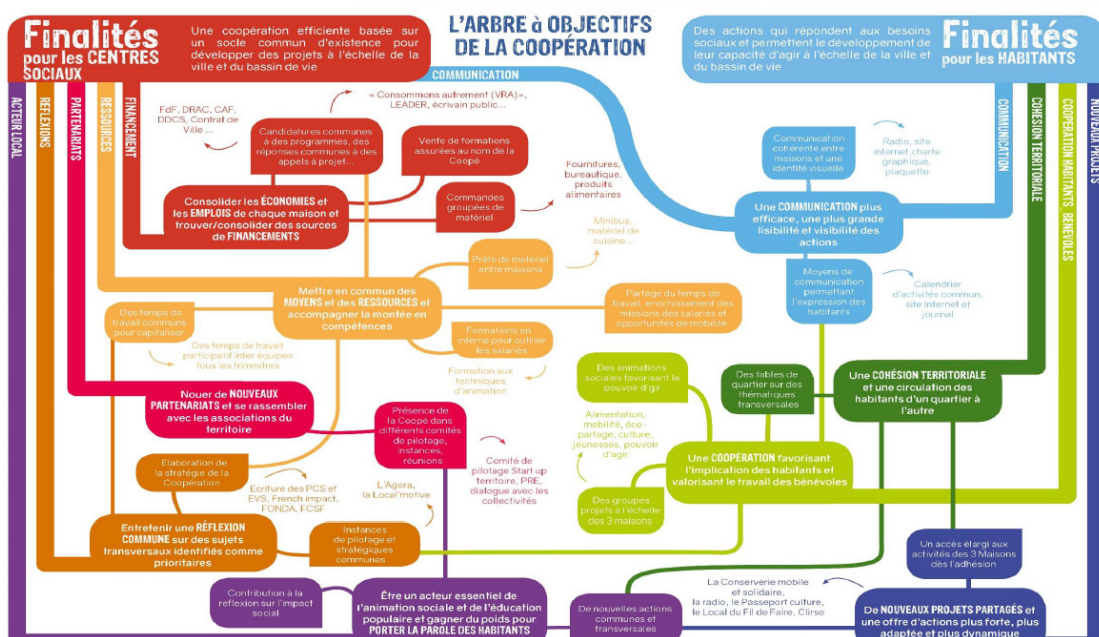 L'ARBRE à OBJECTIFS
DE LA COOPÉRATION
Finalités
pour les CENTRES
SOCIAUX
Une coopération efficiente basée sur
un socle commun d'existence pour
développer des projets à l'échelle de la
ville et du bassin de vie
Des actions qui répondent aux besoins
sociaux et permettent le développement de
leur capacité d'agir à l'échelle de la ville et
du bassin de vie
Finalités
pour les HABITANTS
COMMUNICATION
ACTEUR LOCAL
REFLEXIONS
PARTENARIATS
RESSOURCES
FINANCEMENT
COMMUNICATION
COHESION TERRITORIALE
COOPÉRATION HABITANTS_BENEVOLES
NOUVEAUX PROJETS
FdF, DRAC, CAF,
DDCS, Contrat de
Ville ...
« Consommons autrement (VRA)»,
LEADER, écrivain public...
Candidatures communes
à des programmes, des
réponses communes à des
appels à projet...
Vente de formations
assurées au nom de la
Coopé
Commandes
groupées de
matériel
Fournitures,
bureautique,
produits
alimentaires
Consolider les ÉCONOMIES et
les EMPLOIS de chaque maison et
trouver/consolider des sources
de FINANCEMENTS
Communication
cohérente entre
maisons et une
identité visuelle
Radio, site
internet,charte
graphique,
plaquette
Une COMMUNICATION plus
efficace, une plus grande
lisibilité et visibilité des
actions
Minibus,
matériel de
cuisine...
Prêts de matériel
entre maisons
Mettre en commun des
MOYENS et des RESSOURCES et
accompagner la montée en
compétences
Partage du temps de
travail, enrichissement des
missions des salariés et
opportunités de mobilité
Moyens de
communication
permettant
l'expression des
habitants
Calendrier
d'activités commun,
site internet et
journal
Des temps de
travail communs
pour capitaliser
Des temps de travail
participatif inter équipes
tous les trimestres
Formations en
interne pour outiller
les salariés
Formation aux
techniques
d'animation
Nouer de NOUVEAUX
PARTENARIATS et se rassembler
avec les associations du
territoire
Présence de
la Coopé dans
différents comités
de pilotage,
instances,
réunions
Comité de
pilotage Start up
territoire, PRE,
dialogue avec les
collectivités
Des animations
sociales favorisant le
pouvoir d'gir
Des tables de
quartier sur des
thématiques
transversales
Une COHÉSION TERRITORIALE
et une circulation des
habitants d'un quartier à
l'autre
Alimentation,
mobilité, éco-
partage, culture,
jeunesses, pouvoir
d'agir
Une COOPÉRATION favorisant
l'implication des habitants et
valorisant le travail des bénévoles
Des groupes
projets à l'échelle
des 3 maisons
Elaboration de
la stratégie de la
Coopération
Ecriture des PCS et
EVS, French impact,
FONDA, FCSF
L'Agora,
la Local'motive
Entretenir une RÉFLEXION
COMMUNE sur des sujets
transversaux identifiés comme
prioritaires
Instances
de pilotage et
stratégiques
communes
Un accès élargi aux
activités des 3 Maisons
dès l'adhésion
Contribution à la
reflexion sur l'impact
social
Être un acteur essentiel de
l'animation sociale et de l'éducation
populaire et gagner du poids pour
PORTER LA PAROLE DES HABITANTS
De nouvelles actions
communes et
transversales
La Conserverie mobile
et solidaire,
la radio, le Passeport culture,
le Local du Fil de Faire, Clirse
De NOUVEAUX PROJETS PARTAGÉS et
une offre d'actions plus forte, plus
adaptée et plus dynamique